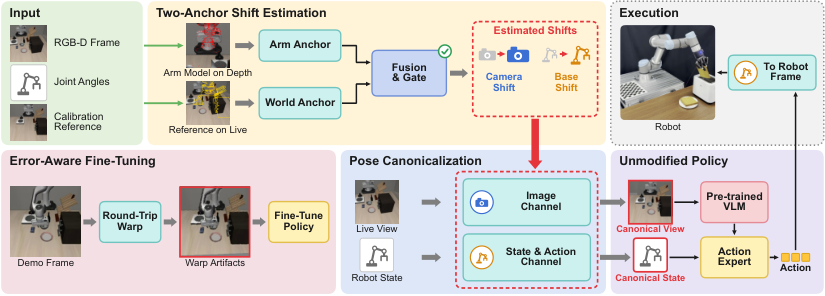 Input
RGB-D Frame
Joint Angles
Calibration
Reference
Two-Anchor Shift Estimation
Arm Model on Depth
Reference on Live
Arm Anchor
World Anchor
Fusion
& Gate
Estimated Shifts
Camera
Shift
Base
Shift
Execution
Robot
To Robot
Frame
Error-Aware Fine-Tuning
Demo Frame
Round-Trip
Warp
Warp Artifacts
Fine-Tune
Policy
Pose Canonicalization
Live View
Robot State
Image
Channel
State & Action
Channel
Unmodified Policy
Canonical View
Canonical State
Pre-trained
VLM
Action
Expert
Action